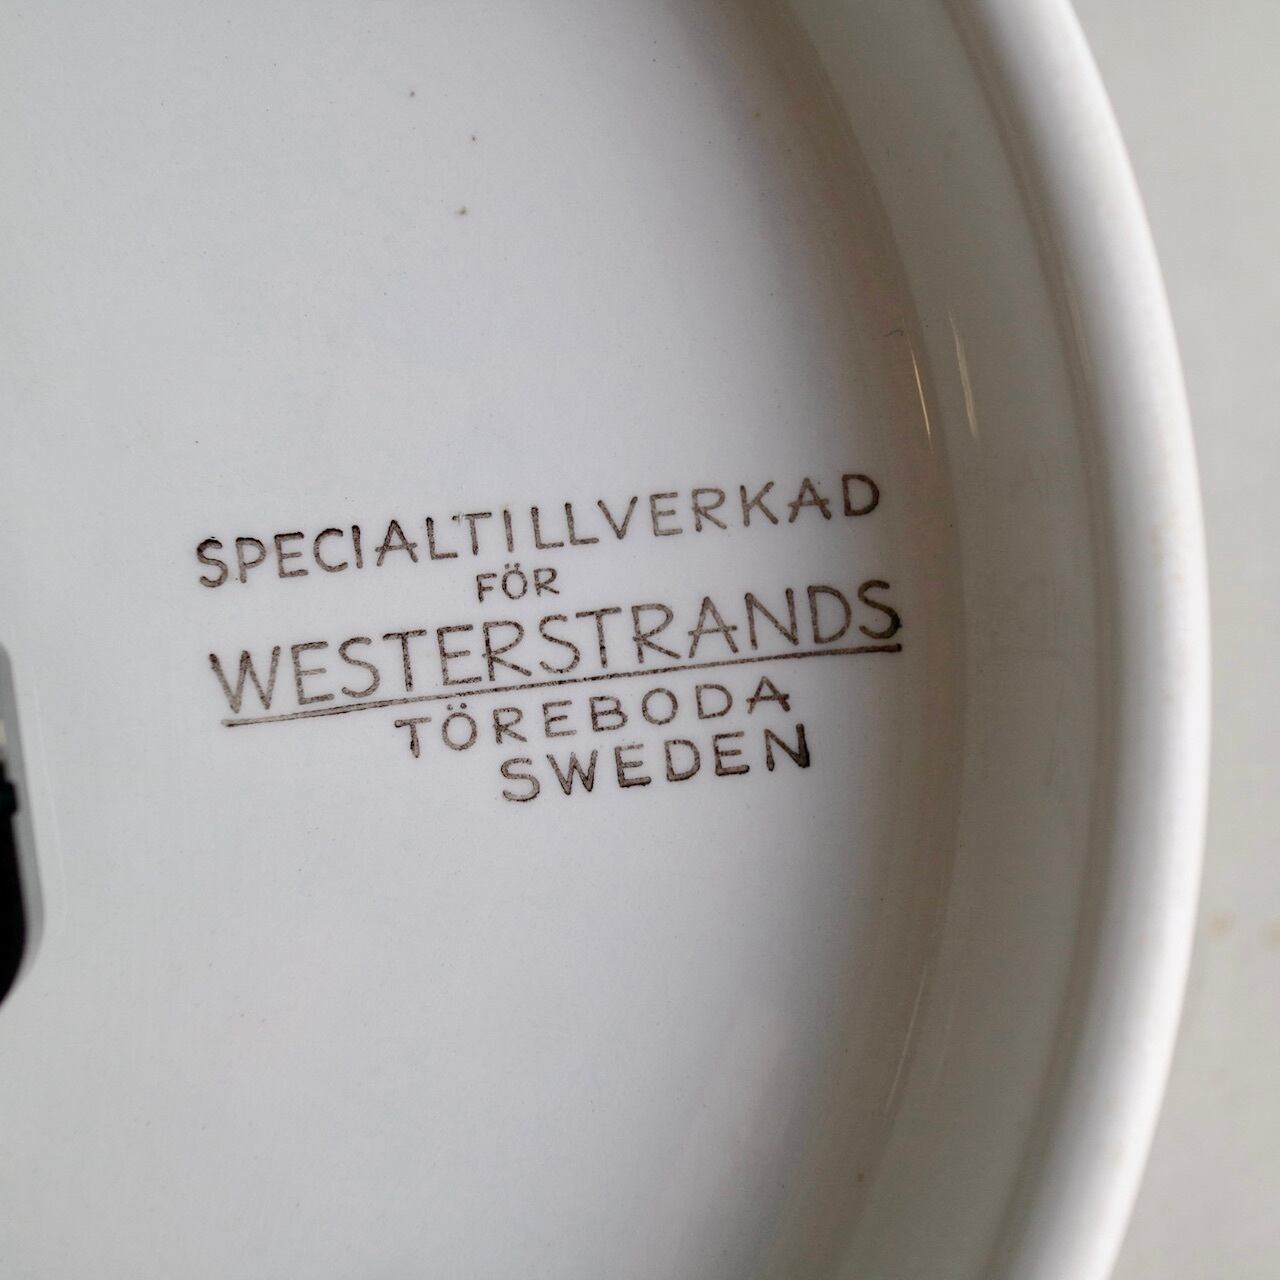 SPECIALTILLVERKAD
FÖR
WESTERSTRANDS
TÖREBODA
SWEDEN